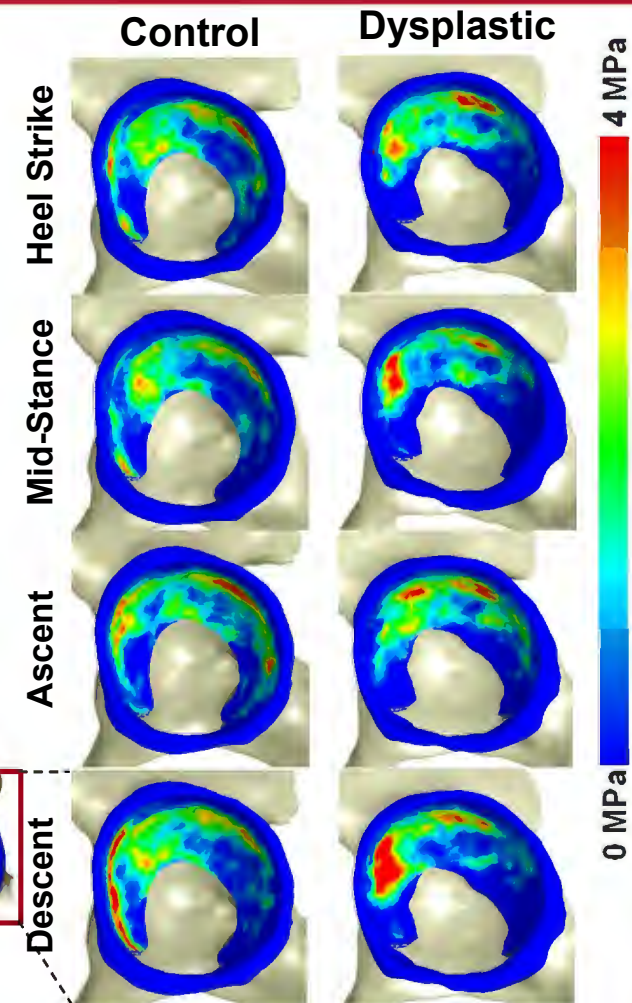 Control
Dysplastic
Heel Strike
Mid-Stance
Ascent
Descent
4 MPa
0 MPa